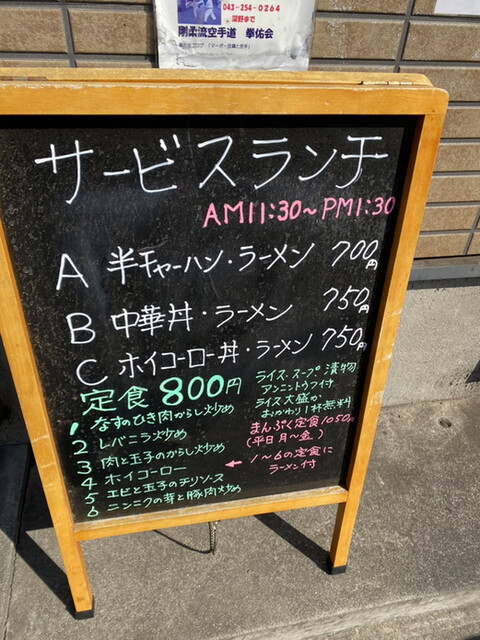 043-254-0264
深野まで
剛柔流空手道 拳佑会
サービスランチ
AM11:30~PM1:30
A 半チャーハン・ラーメン 700円
B 中華丼・ラーメン 750円
C ホイコーロー丼・ラーメン 750円
定食 800円
1 なすのひき肉からし炒め
2 レバニラ炒め
3 肉と玉子のからし炒め
4 ホイコーロー
5 エビと玉子のチリソース
6 ニンニクの芽と豚肉炒め
ライス・スープ 漬物
アンニントウフ付
ライス大盛か
おかわり1杯無料
まんぷく定食1050円
(平日月~金)
← 1~6の定食に
ラーメン付